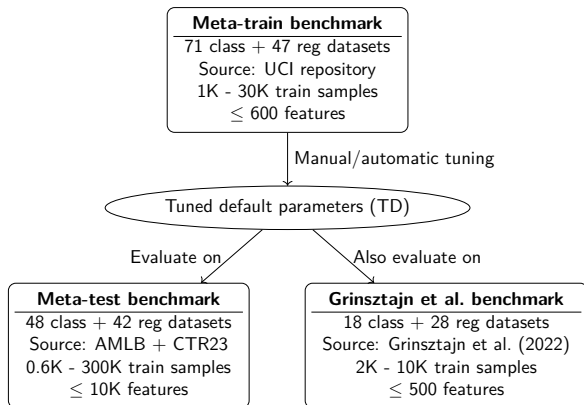 Meta-train benchmark
71 class + 47 reg datasets
Source: UCI repository
1K - 30K train samples
≤ 600 features
Manual/automatic tuning
Tuned default parameters (TD)
Evaluate on
Also evaluate on
Meta-test benchmark
48 class + 42 reg datasets
Source: AMLB + CTR23
0.6K - 300K train samples
≤ 10K features
Grinsztajn et al. benchmark
18 class + 28 reg datasets
Source: Grinsztajn et al. (2022)
2K - 10K train samples
≤ 500 features